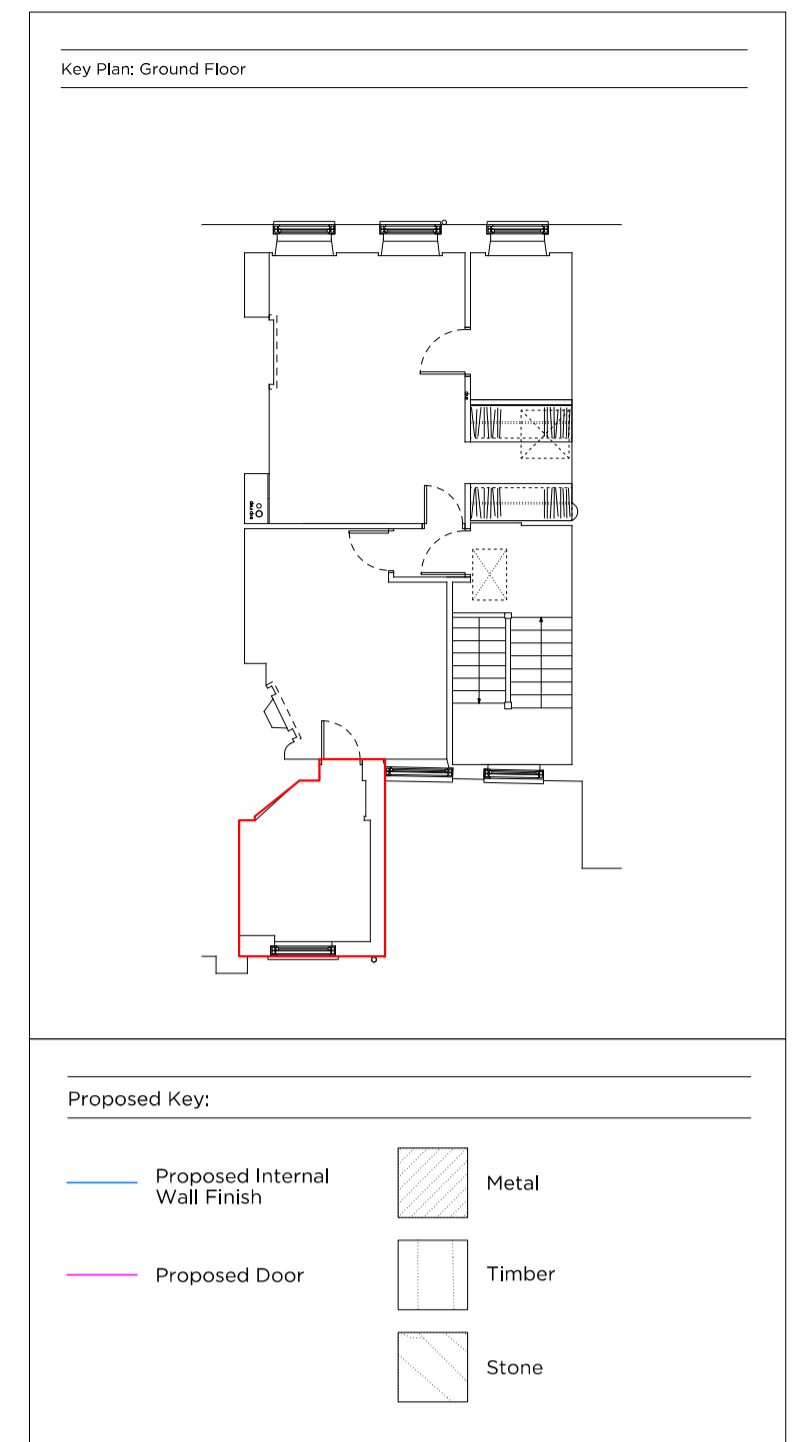 Key Plan: Ground Floor
Proposed Key:
Proposed Internal
Wall Finish
Metal
Proposed Door
Timber
Stone